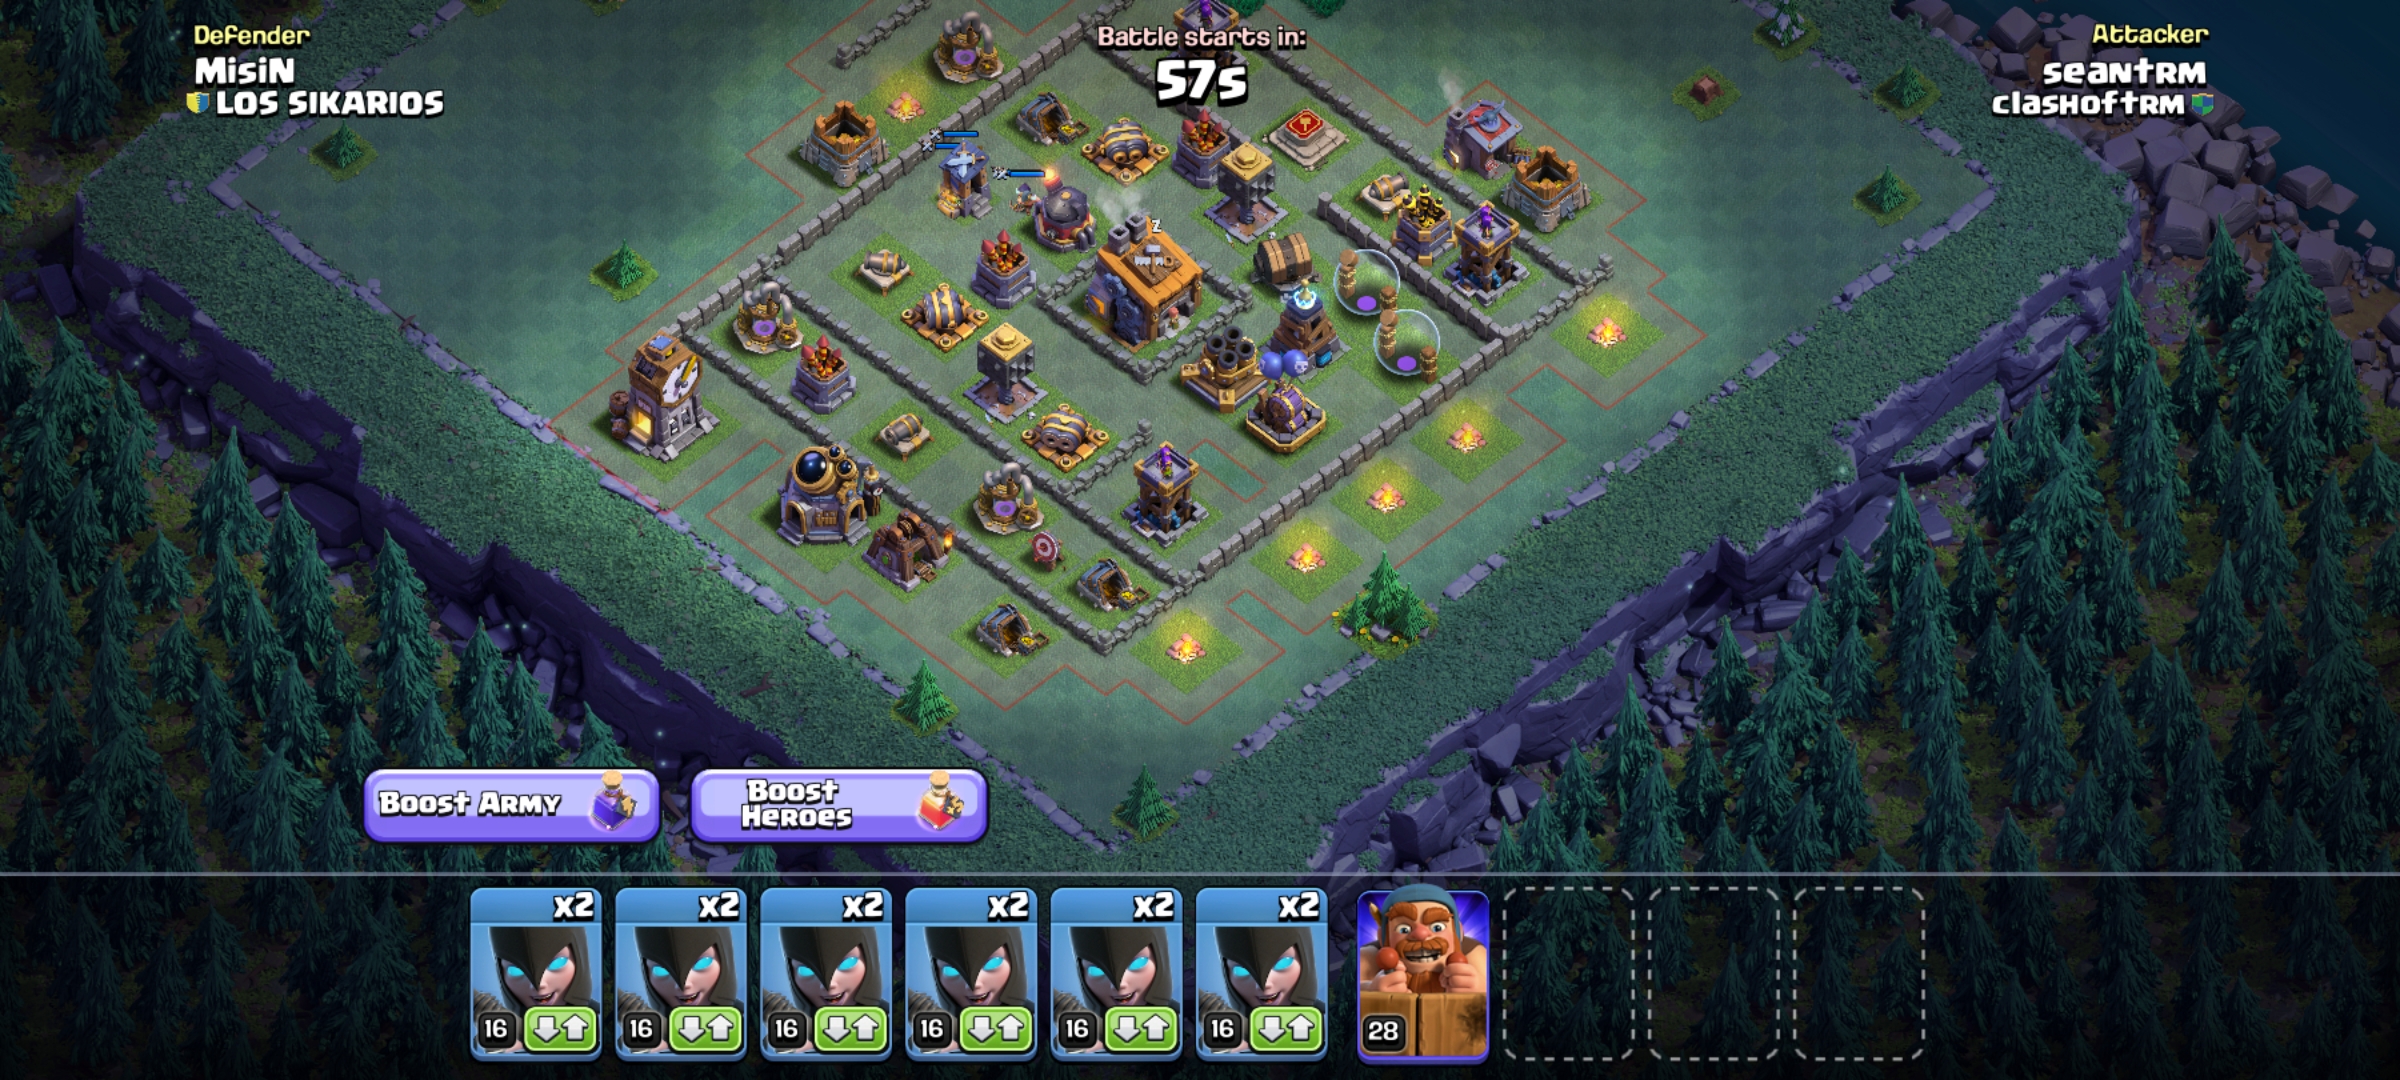 Defender
MisiN
LOS SIKARIOS
Battle starts in:
57s
Attacker
seantRM
clashoftRM
z
Boost Army
Boost
Heroes
x2
x2
x2
x2
x2
x2
16
16
16
16
16
16
28